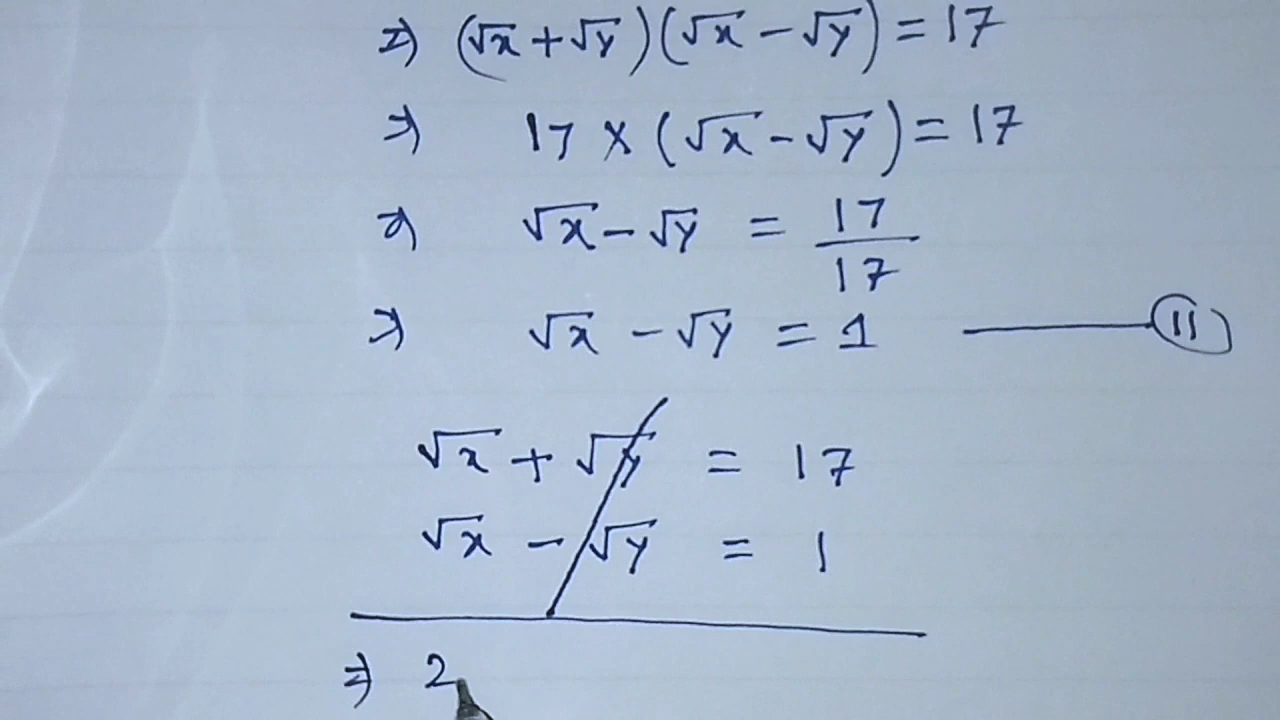 ⇒ (√x + √y)(√x − √y) = 17
⇒ 17 × (√x − √y) = 17
⇒ √x − √y = 17/17
⇒ √x − √y = 1 —— (II)
√x + √y = 17
√x − √y = 1
⇒ 2